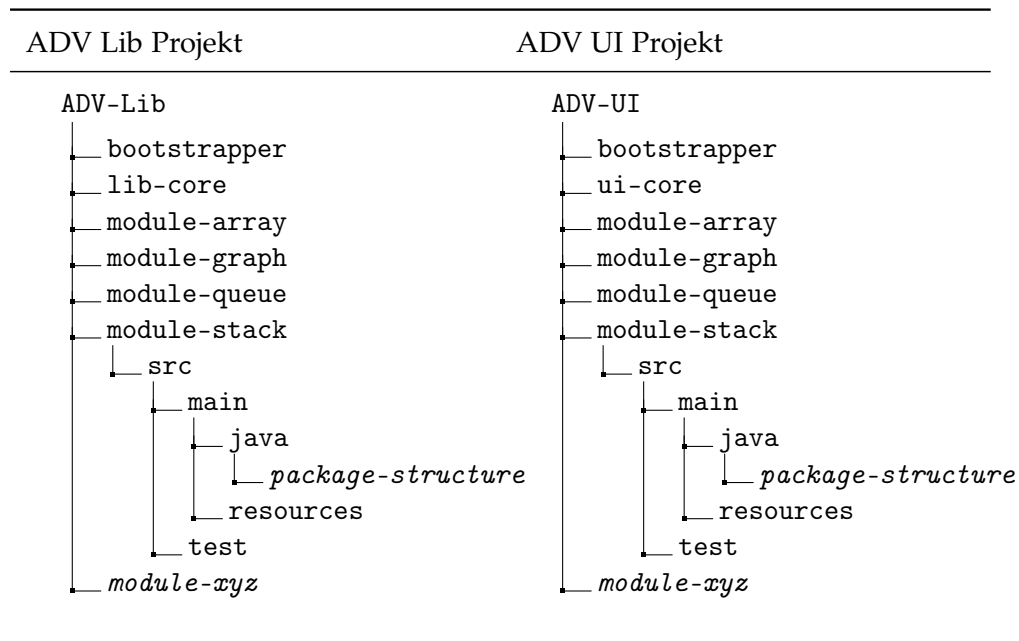 ADV Lib Projekt ADV UI Projekt
ADV-Lib ADV-UI
bootstrapper bootstrapper
lib-core ui-core
module-array module-array
module-graph module-graph
module-queue module-queue
module-stack module-stack
src src
main main
java java
package-structure package-structure
resources resources
test test
module-xyz module-xyz